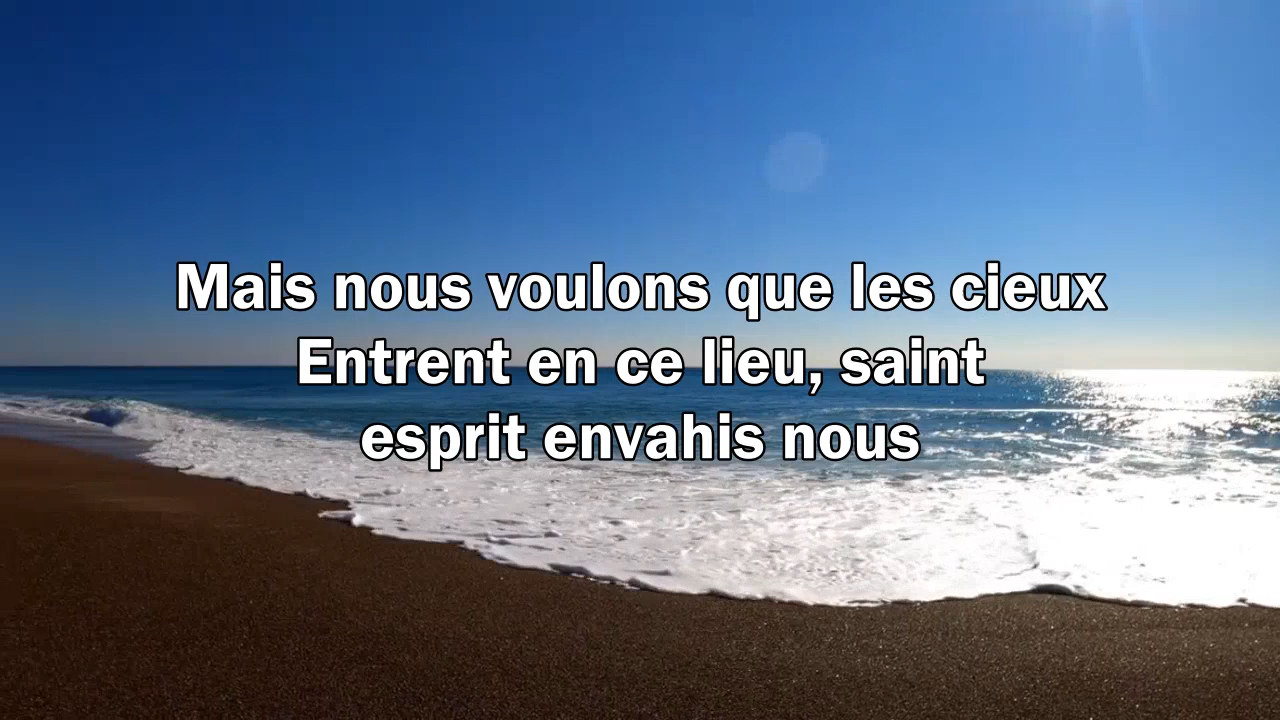 Mais nous voulons que les cieux
Entrent en ce lieu, saint
esprit envahis nous